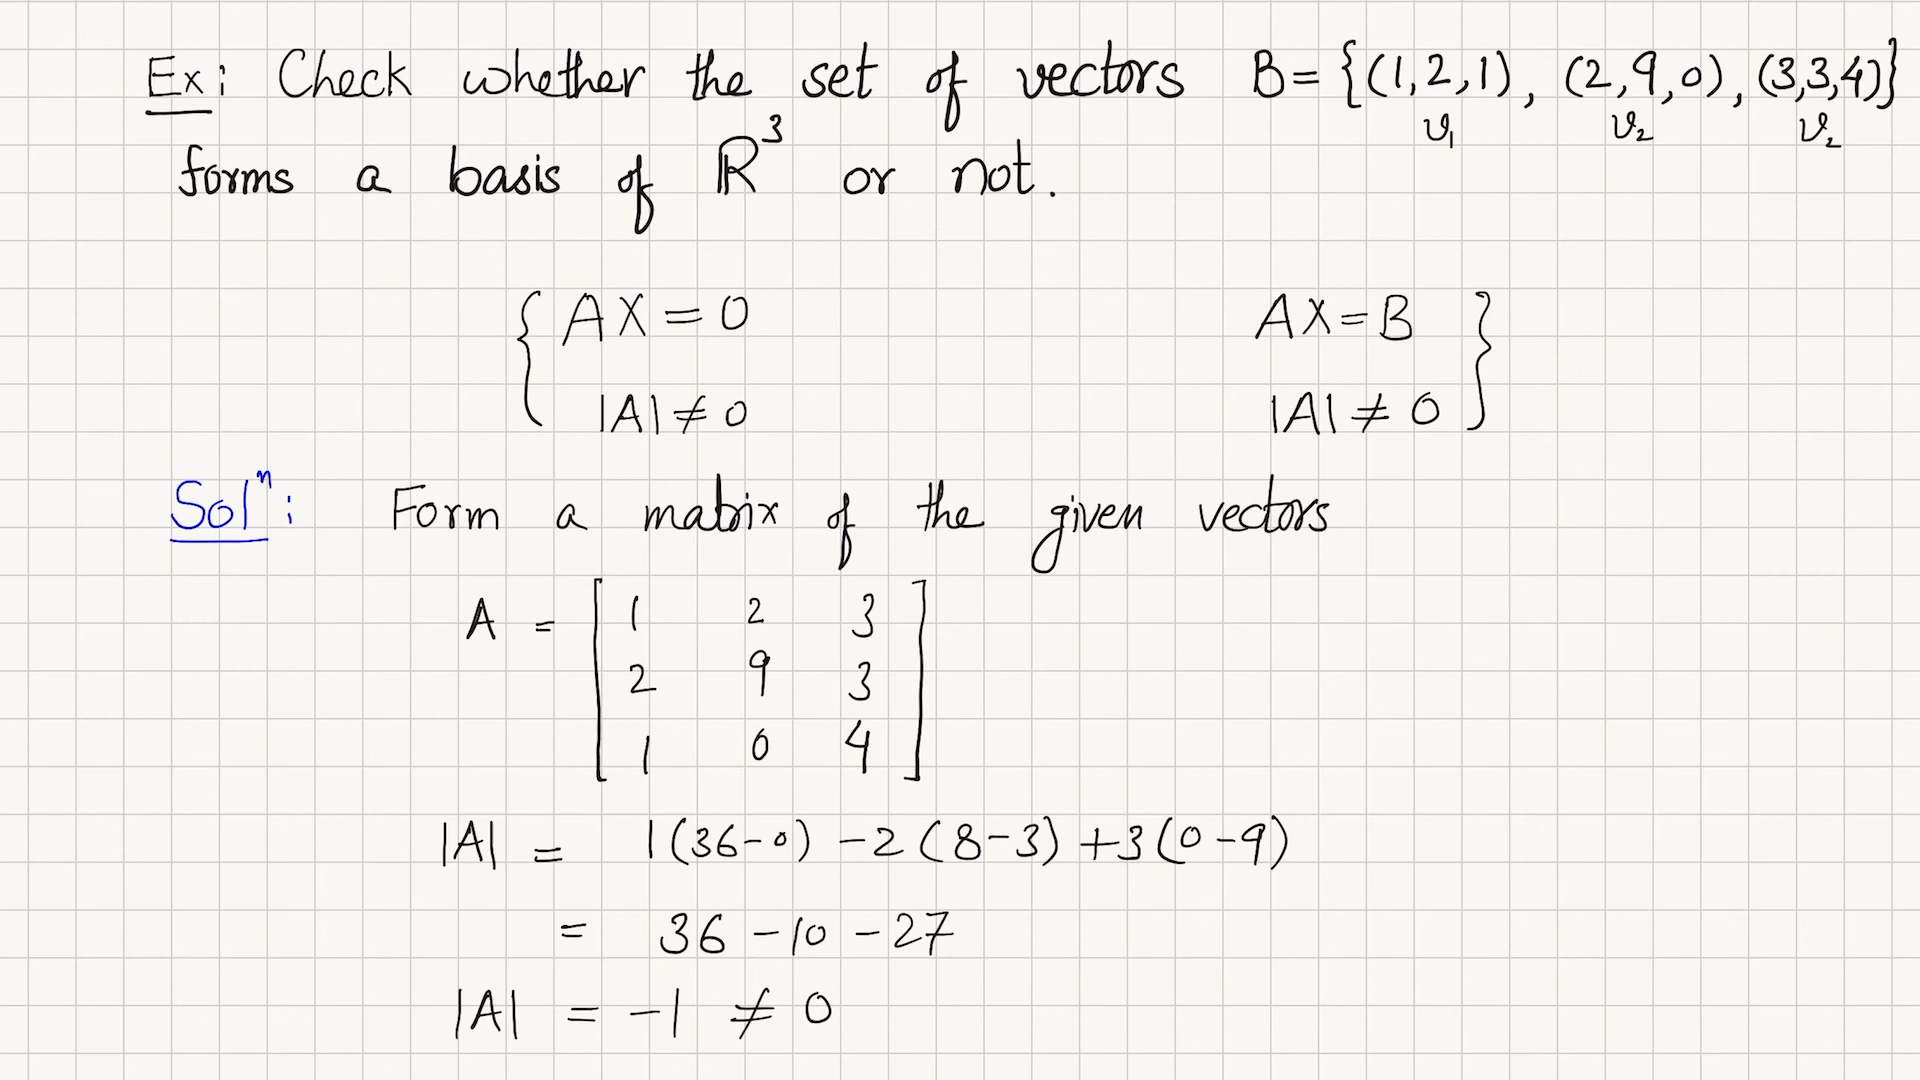 Ex: Check whether the set of vectors B = {(1,2,1), (2,9,0), (3,3,4)}
v₁ v₂ v₂
forms a basis of ℝ³ or not.
{ AX = 0 AX = B }
|A| ≠ 0 |A| ≠ 0
Solⁿ: Form a matrix of the given vectors
A = [ 1 2 3
2 9 3
1 0 4 ]
|A| = 1(36-0) -2(8-3) +3(0-9)
= 36 -10 -27
|A| = -1 ≠ 0